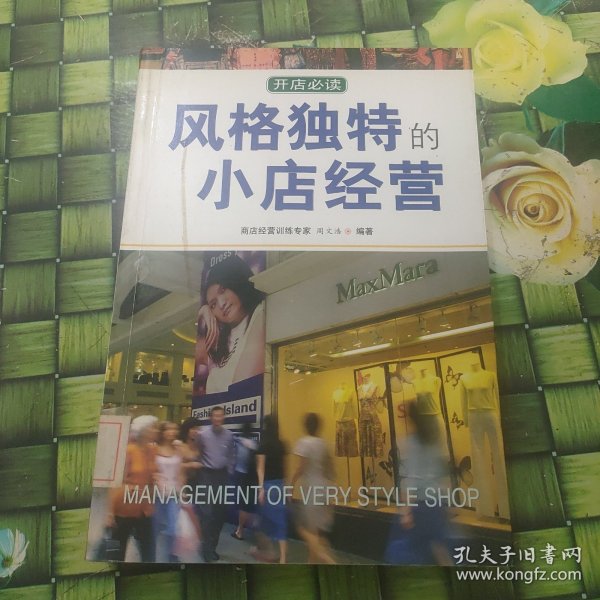 开店必读
风格独特的
小店经营
商店经营训练专家 周文浩 编著
Dress
MaxMara
Fashion Island
MANAGEMENT OF VERY STYLE SHOP
孔夫子旧书网
www.kongfz.com